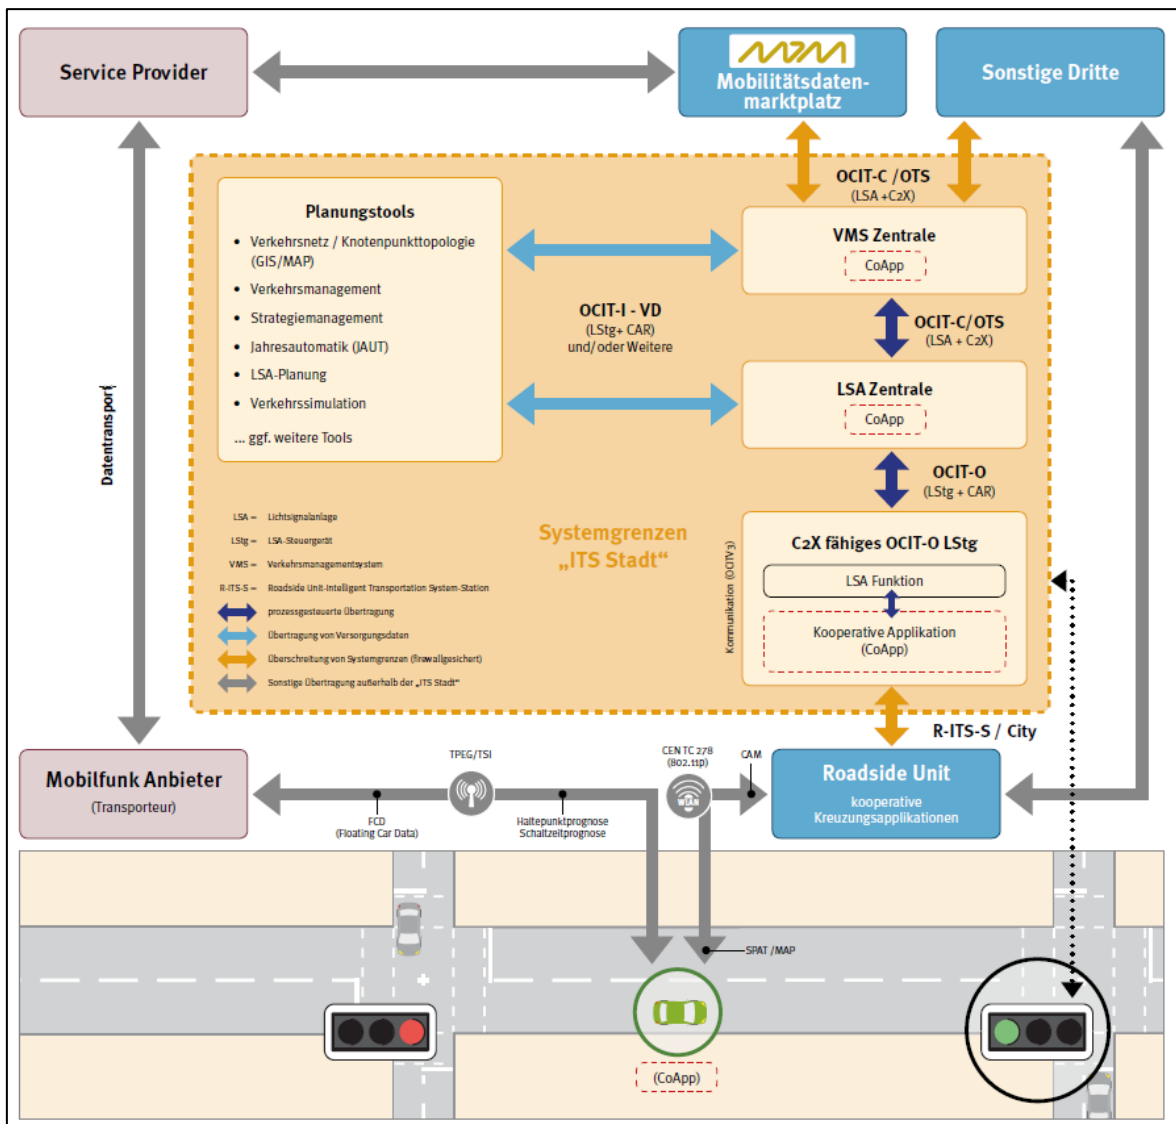 Service Provider
MDM
Mobilitätsdaten-
marktplatz
Sonstige Dritte
OCIT-C /OTS
(LSA +C2X)
Planungstools
• Verkehrsnetz / Knotenpunkttopologie
(GIS/MAP)
• Verkehrsmanagement
• Strategiemanagement
• Jahresautomatik (JAUT)
• LSA-Planung
• Verkehrssimulation
... ggf. weitere Tools
VMS Zentrale
CoApp
OCIT-I - VD
(LStg+ CAR)
und/oder Weitere
OCIT-C/OTS
(LSA + C2X)
LSA Zentrale
CoApp
OCIT-O
(LStg + CAR)
Datentransport
LSA = Lichtsignalanlage
LStg = LSA-Steuergerät
VMS = Verkehrsmanagementsystem
R-ITS-S = Roadside Unit-Intelligent Transportation System-Station
prozessgesteuerte Übertragung
Übertragung von Versorgungsdaten
Überschreitung von Systemgrenzen (firewallgesichert)
Sonstige Übertragung außerhalb der „ITS Stadt“
Systemgrenzen
„ITS Stadt“
Kommunikation (OCITV3)
C2X fähiges OCIT-O LStg
LSA Funktion
Kooperative Applikation
(CoApp)
R-ITS-S / City
Mobilfunk Anbieter
(Transporteur)
TPEG/TSI
FCD
(Floating Car Data)
Haltepunktprognose
Schaltzeitprognose
CEN TC 278
(802.11p)
WLAN
CAM
Roadside Unit
kooperative
Kreuzungsapplikationen
SPAT /MAP
(CoApp)